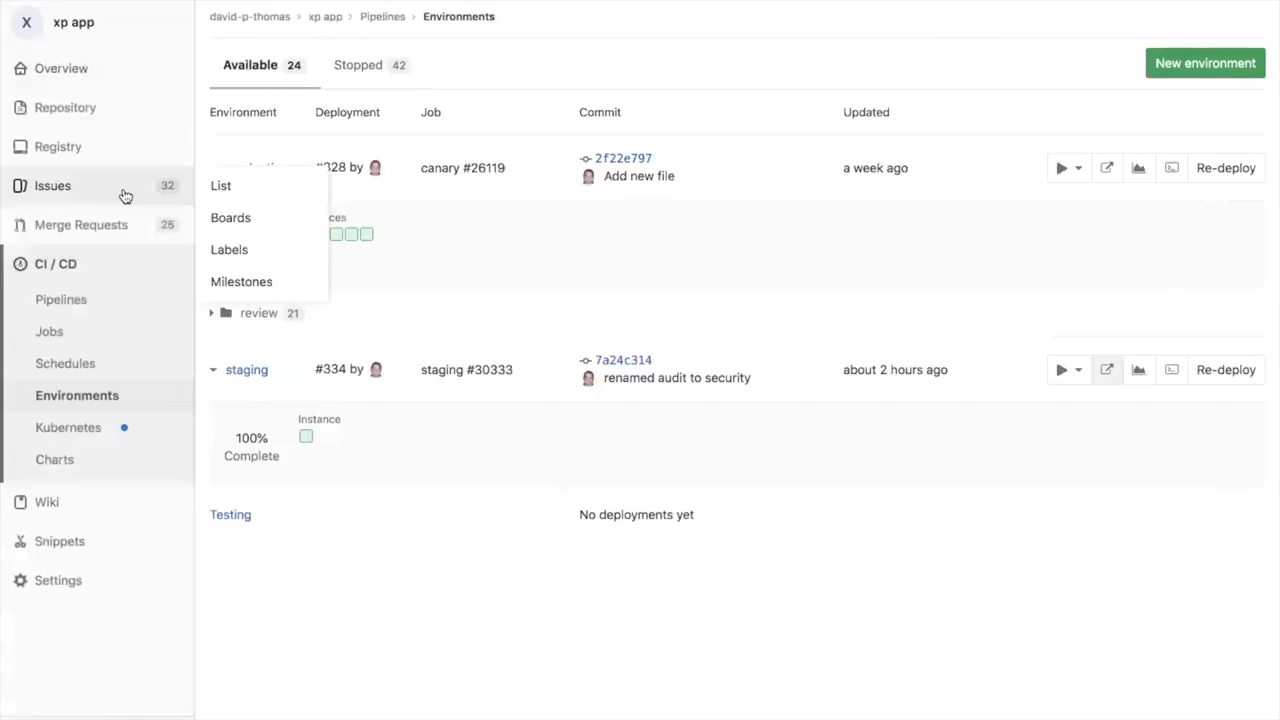 X xp app
Overview
Repository
Registry
Issues 32
Merge Requests 25
CI / CD
Pipelines
Jobs
Schedules
Environments
Kubernetes
Charts
Wiki
Snippets
Settings
david-p-thomas › xp app › Pipelines › Environments
Available 24 Stopped 42
New environment
Environment Deployment Job Commit Updated
#328 by canary #26119 2f22e797 a week ago Re-deploy
Add new file
List
Boards
Labels
Milestones
review 21
staging #334 by staging #30333 7a24c314 about 2 hours ago Re-deploy
renamed audit to security
Instance
100%
Complete
Testing No deployments yet